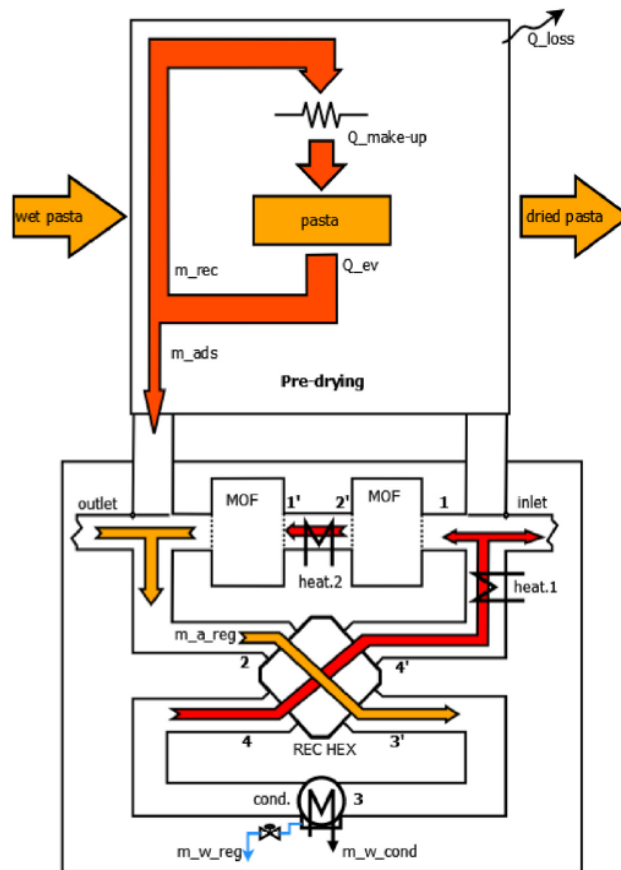 Q_loss
Q_make-up
wet pasta
pasta
dried pasta
m_rec
Q_ev
m_ads
Pre-drying
outlet
MOF
1'
2'
MOF
1
inlet
heat.2
heat.1
m_a_reg
2
4'
4
REC HEX
3'
cond.
3
m_w_reg
m_w_cond